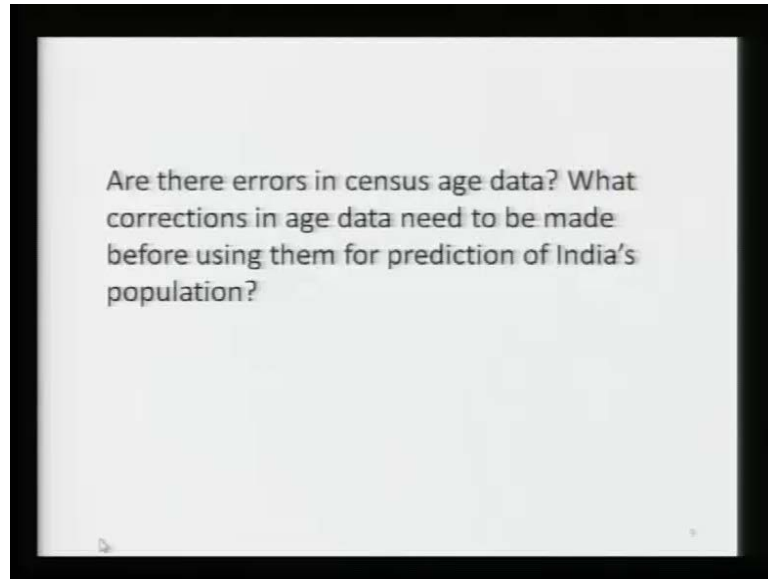 Are there errors in census age data? What
corrections in age data need to be made
before using them for prediction of India's
population?